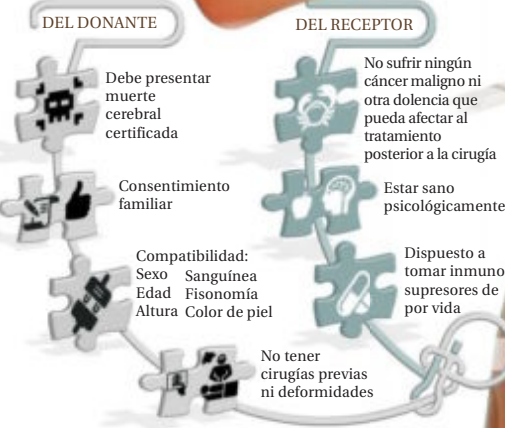 DEL DONANTE
Debe presentar
muerte
cerebral
certificada
Consentimiento
familiar
Compatibilidad:
Sexo Sanguínea
Edad Fisonomía
Altura Color de piel
No tener
cirugías previas
ni deformidades
DEL RECEPTOR
No sufrir ningún
cáncer maligno ni
otra dolencia que
pueda afectar al
tratamiento
posterior a la cirugía
Estar sano
psicológicamente
Dispuesto a
tomar inmuno
supresores de
por vida